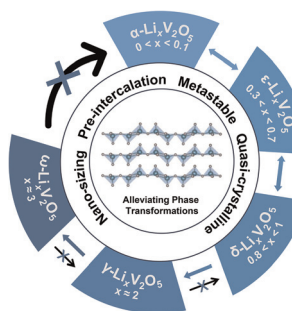 α-LiₓV₂O₅
0 < x < 0.1
ε-LiₓV₂O₅
0.3 < x < 0.7
δ-LiₓV₂O₅
0.8 < x < 1
γ-LiₓV₂O₅
x = 2
ω-LiₓV₂O₅
x = 3
Nano-sizing
Pre-intercalation
Metastable
Quasi-crystalline
Alleviating Phase
Transformations